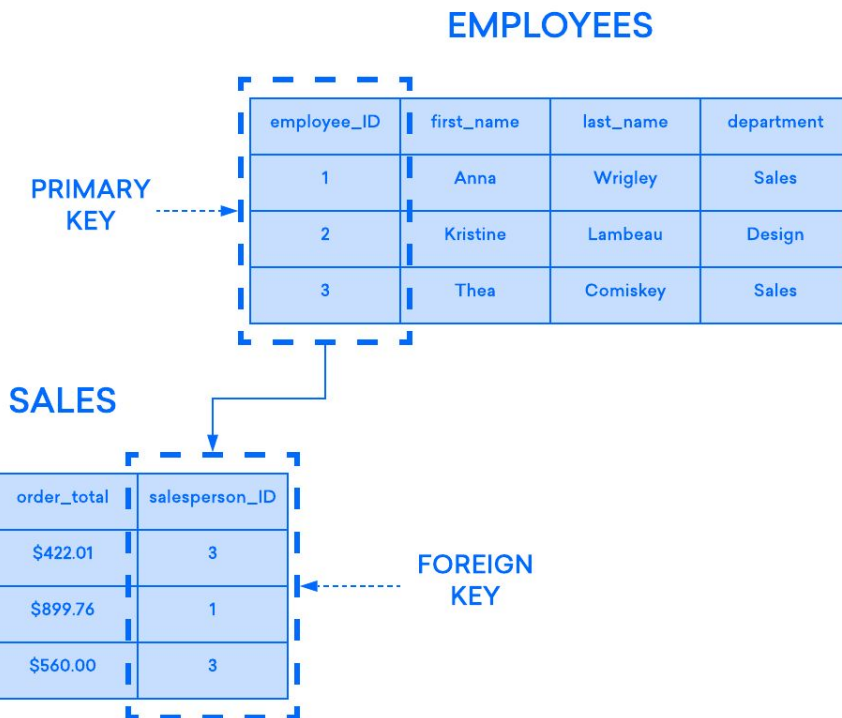 EMPLOYEES
employee_ID first_name last_name department
1 Anna Wrigley Sales
PRIMARY
KEY
2 Kristine Lambeau Design
3 Thea Comiskey Sales
SALES
order_total salesperson_ID
$422.01 3
FOREIGN
KEY
$899.76 1
$560.00 3